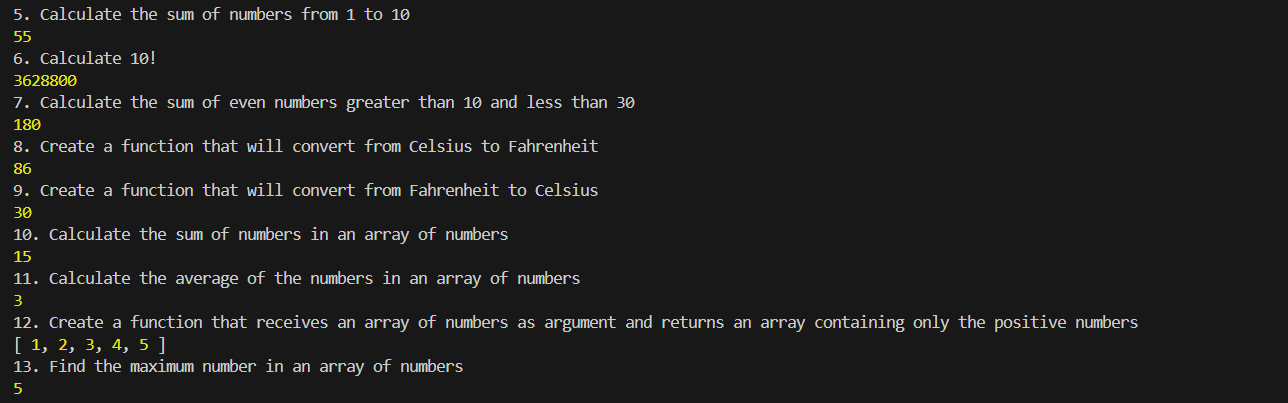 5. Calculate the sum of numbers from 1 to 10
55
6. Calculate 10!
3628800
7. Calculate the sum of even numbers greater than 10 and less than 30
180
8. Create a function that will convert from Celsius to Fahrenheit
86
9. Create a function that will convert from Fahrenheit to Celsius
30
10. Calculate the sum of numbers in an array of numbers
15
11. Calculate the average of the numbers in an array of numbers
3
12. Create a function that receives an array of numbers as argument and returns an array containing only the positive numbers
[ 1, 2, 3, 4, 5 ]
13. Find the maximum number in an array of numbers
5